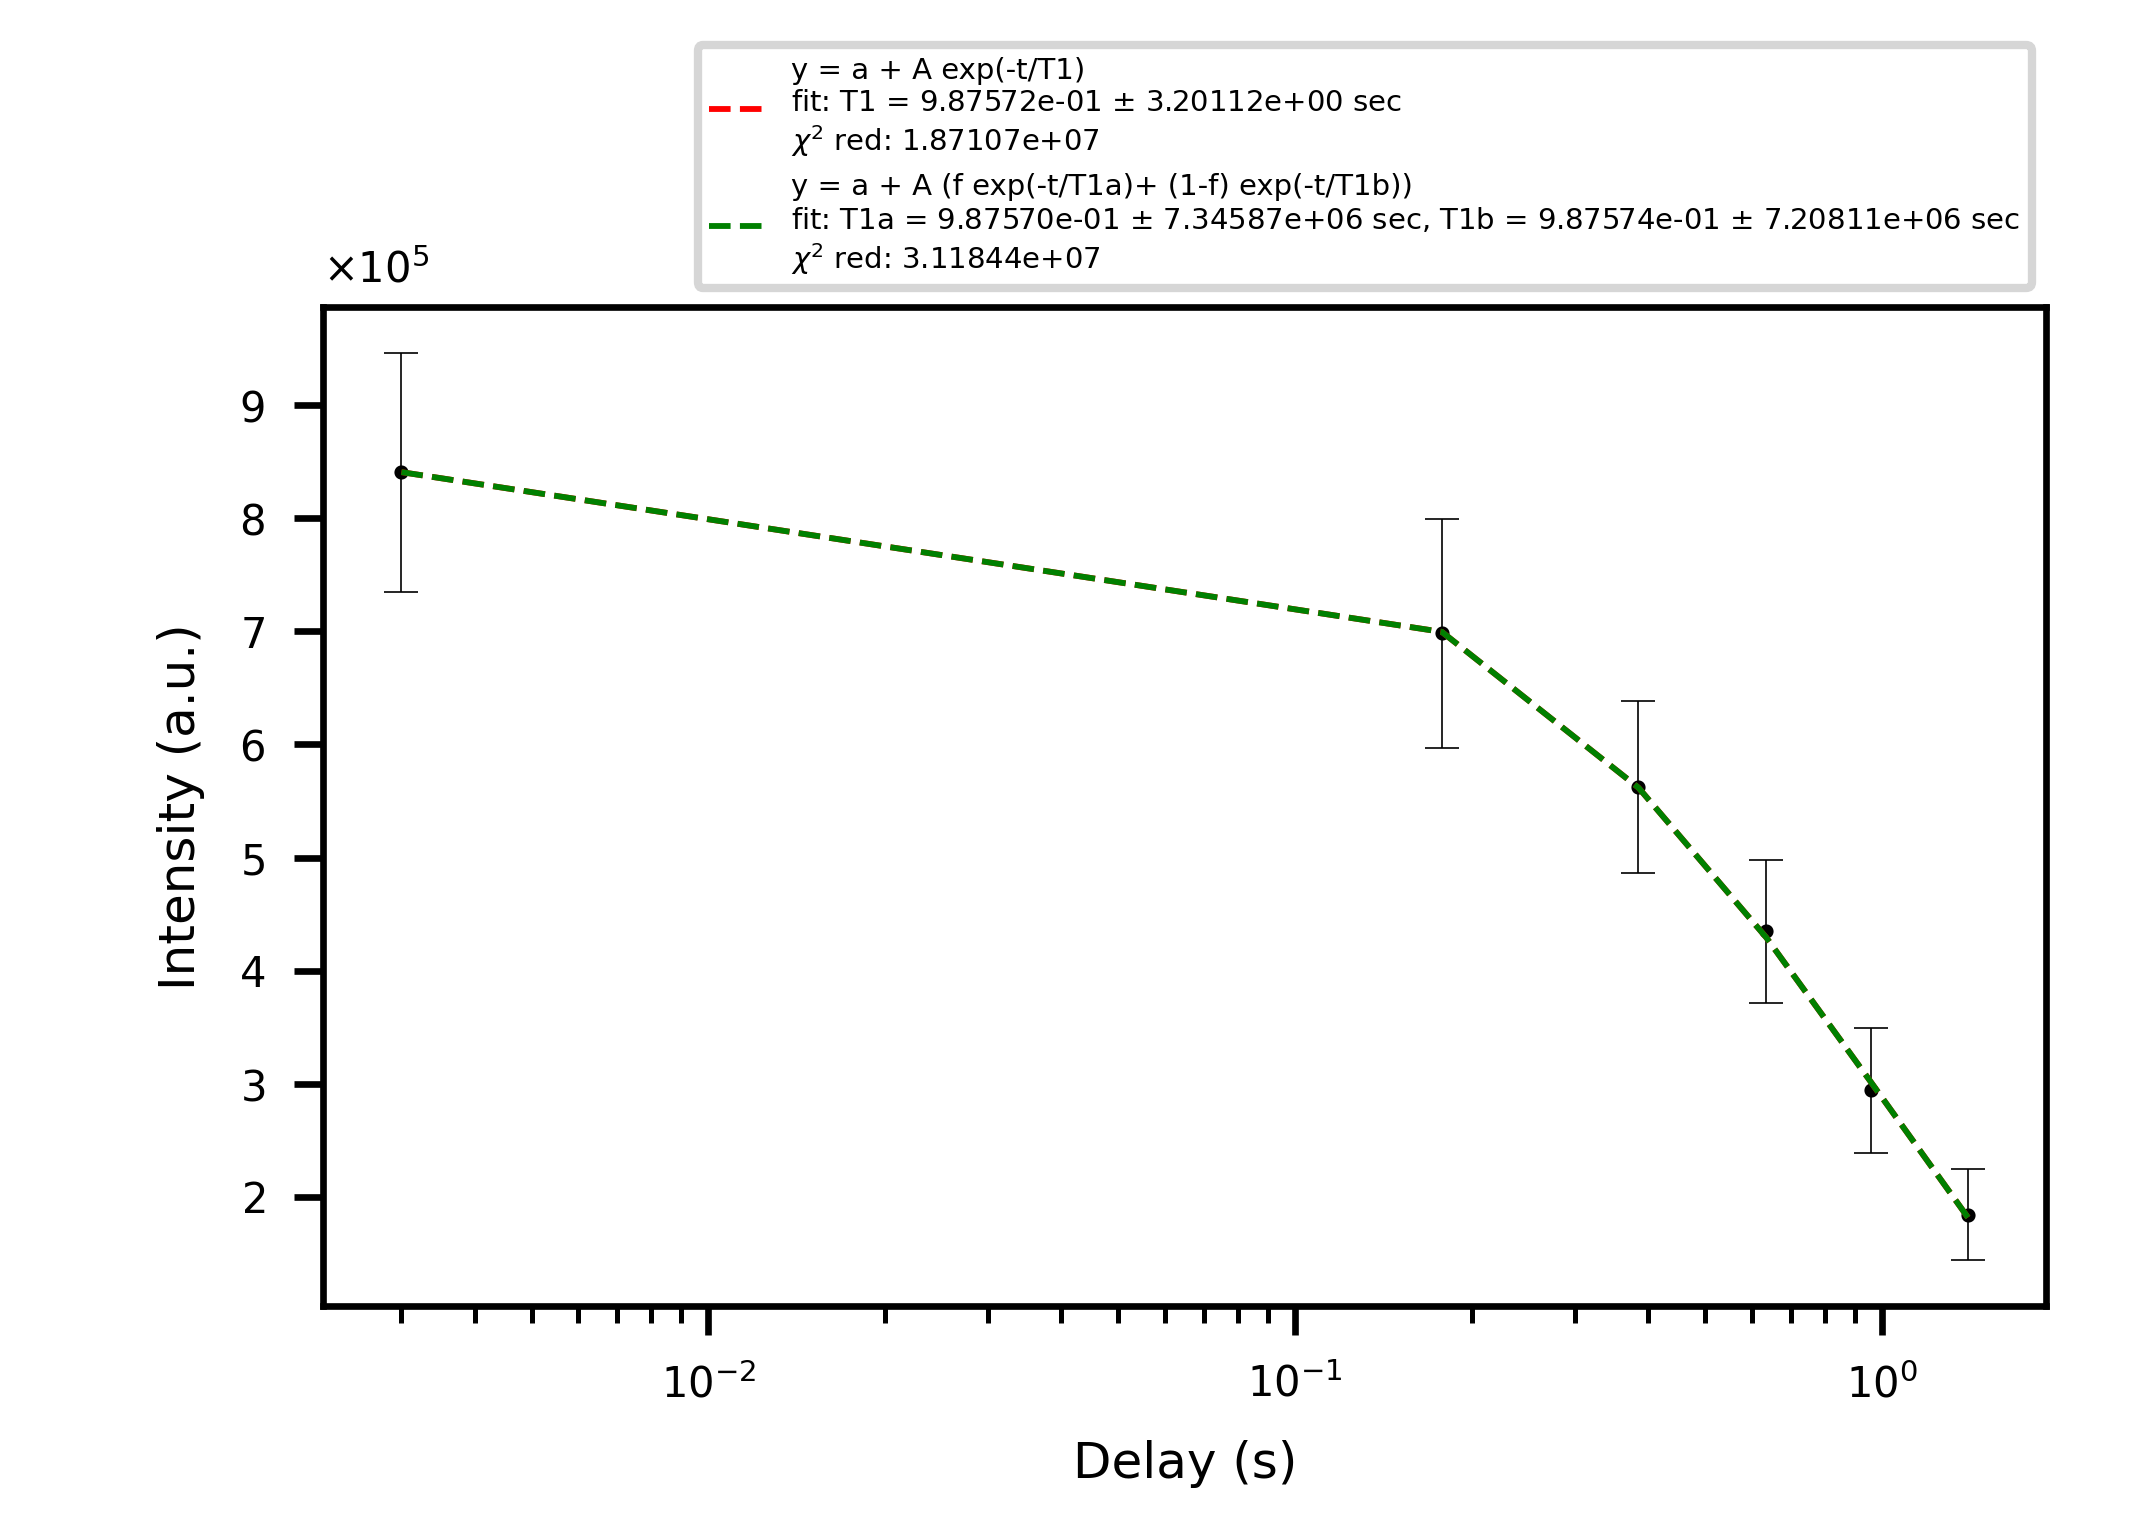 y = a + A exp(-t/T1)
fit: T1 = 9.87572e-01 ± 3.20112e+00 sec
χ² red: 1.87107e+07
y = a + A (f exp(-t/T1a)+ (1-f) exp(-t/T1b))
fit: T1a = 9.87570e-01 ± 7.34587e+06 sec, T1b = 9.87574e-01 ± 7.20811e+06 sec
χ² red: 3.11844e+07
×10⁵
9
8
7
6
5
4
3
2
Intensity (a.u.)
10⁻² 10⁻¹ 10⁰
Delay (s)